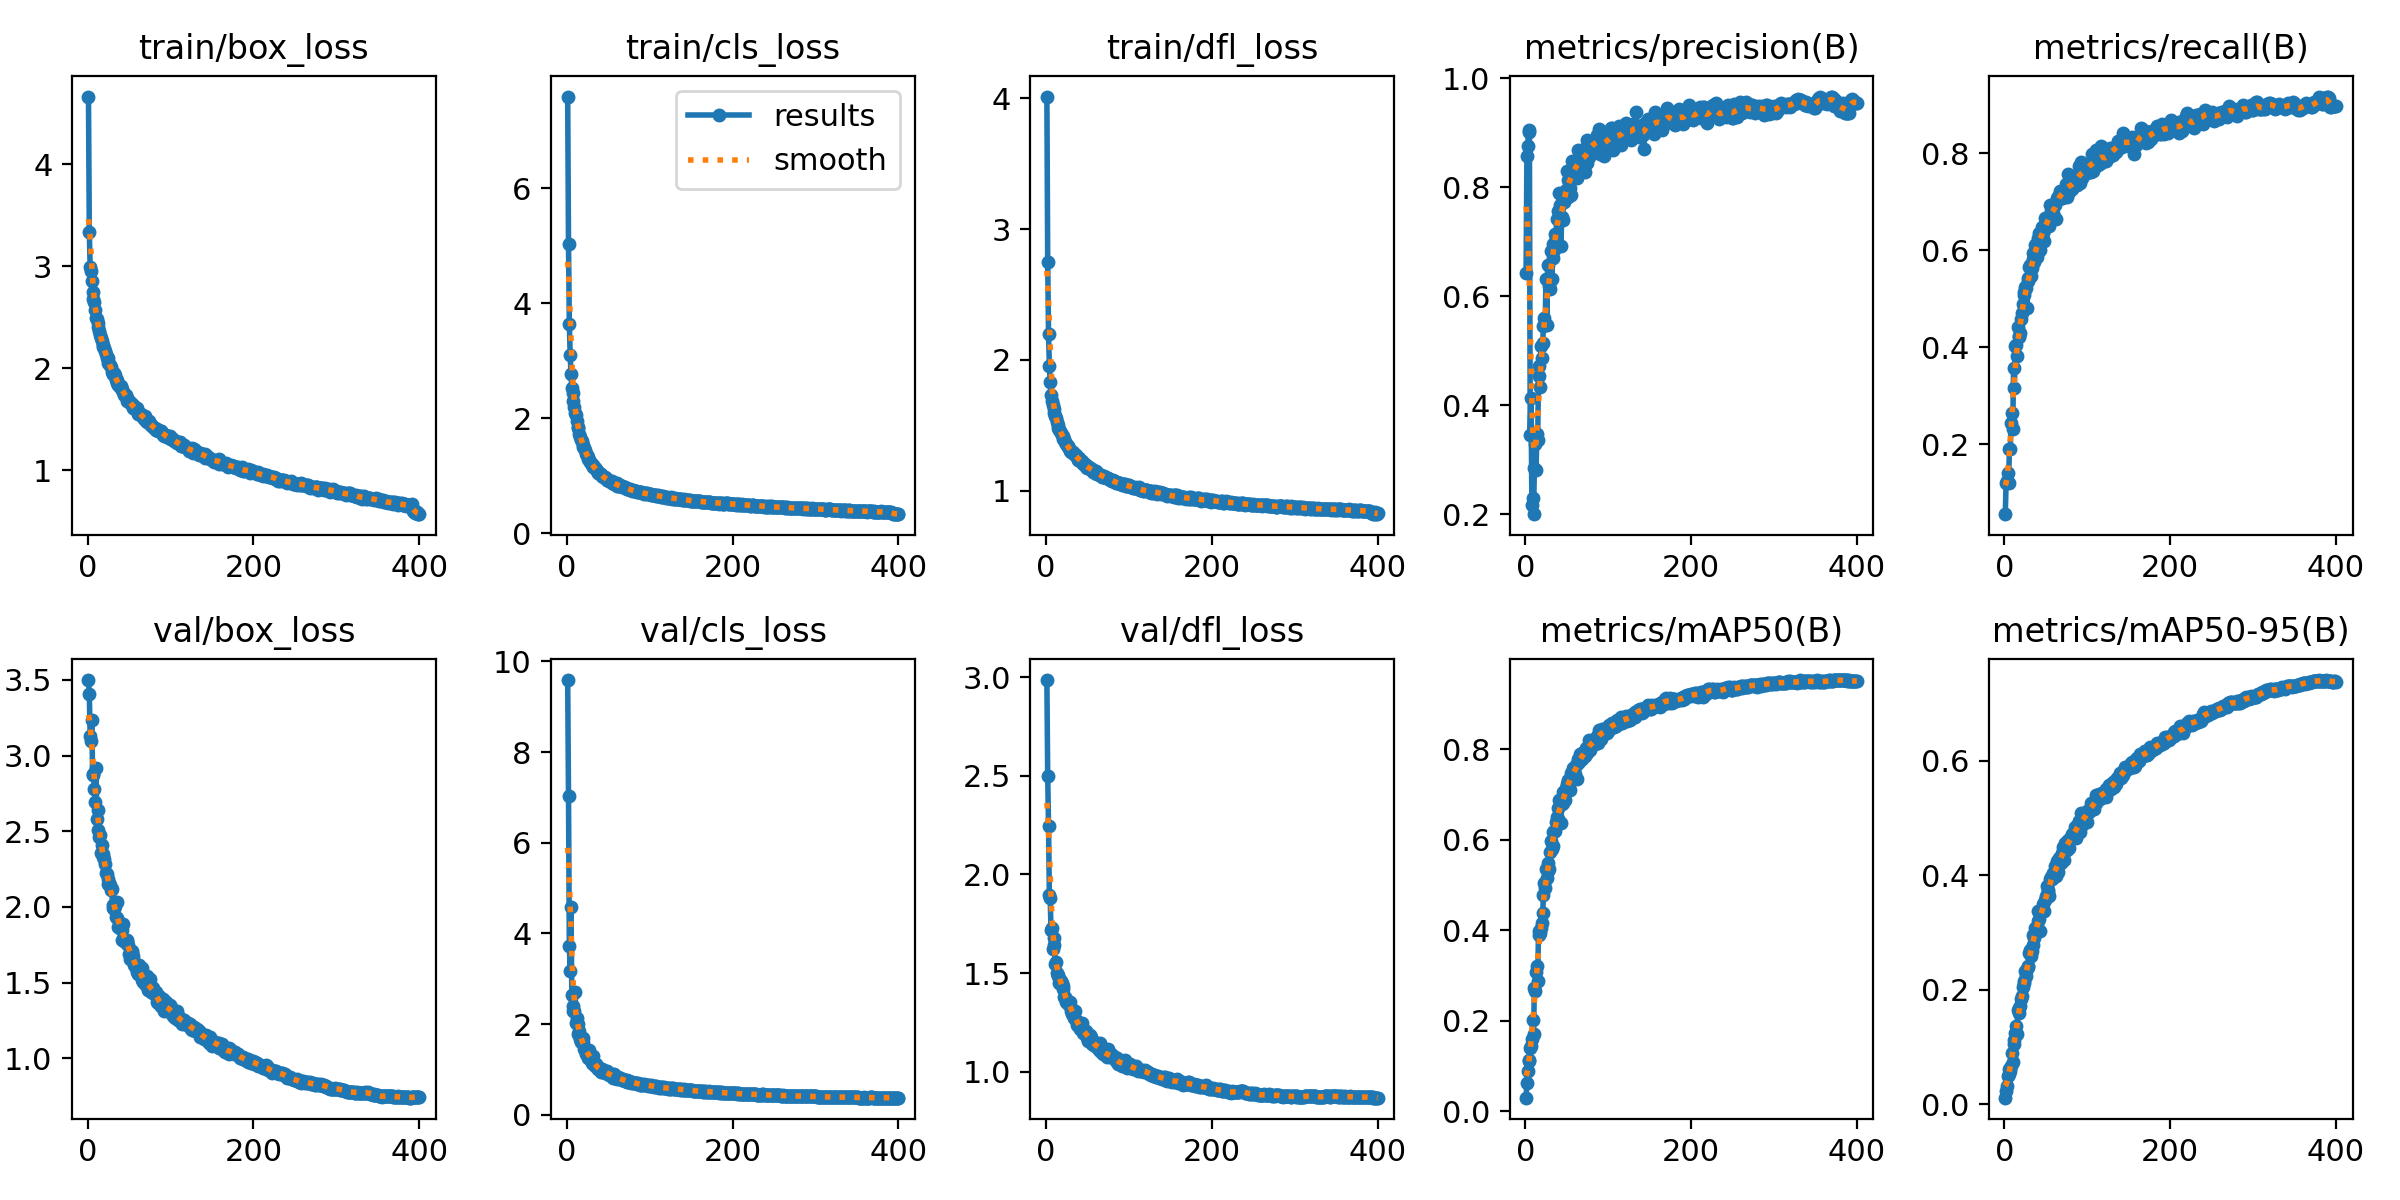 train/box_loss
train/cls_loss
train/dfl_loss
metrics/precision(B)
metrics/recall(B)
4
3
2
1
0 200 400
results
smooth
6
4
2
0
0 200 400
4
3
2
1
0 200 400
1.0
0.8
0.6
0.4
0.2
0 200 400
0.8
0.6
0.4
0.2
0 200 400
val/box_loss
val/cls_loss
val/dfl_loss
metrics/mAP50(B)
metrics/mAP50-95(B)
3.5
3.0
2.5
2.0
1.5
1.0
0 200 400
10
8
6
4
2
0
0 200 400
3.0
2.5
2.0
1.5
1.0
0 200 400
0.8
0.6
0.4
0.2
0.0
0 200 400
0.6
0.4
0.2
0.0
0 200 400